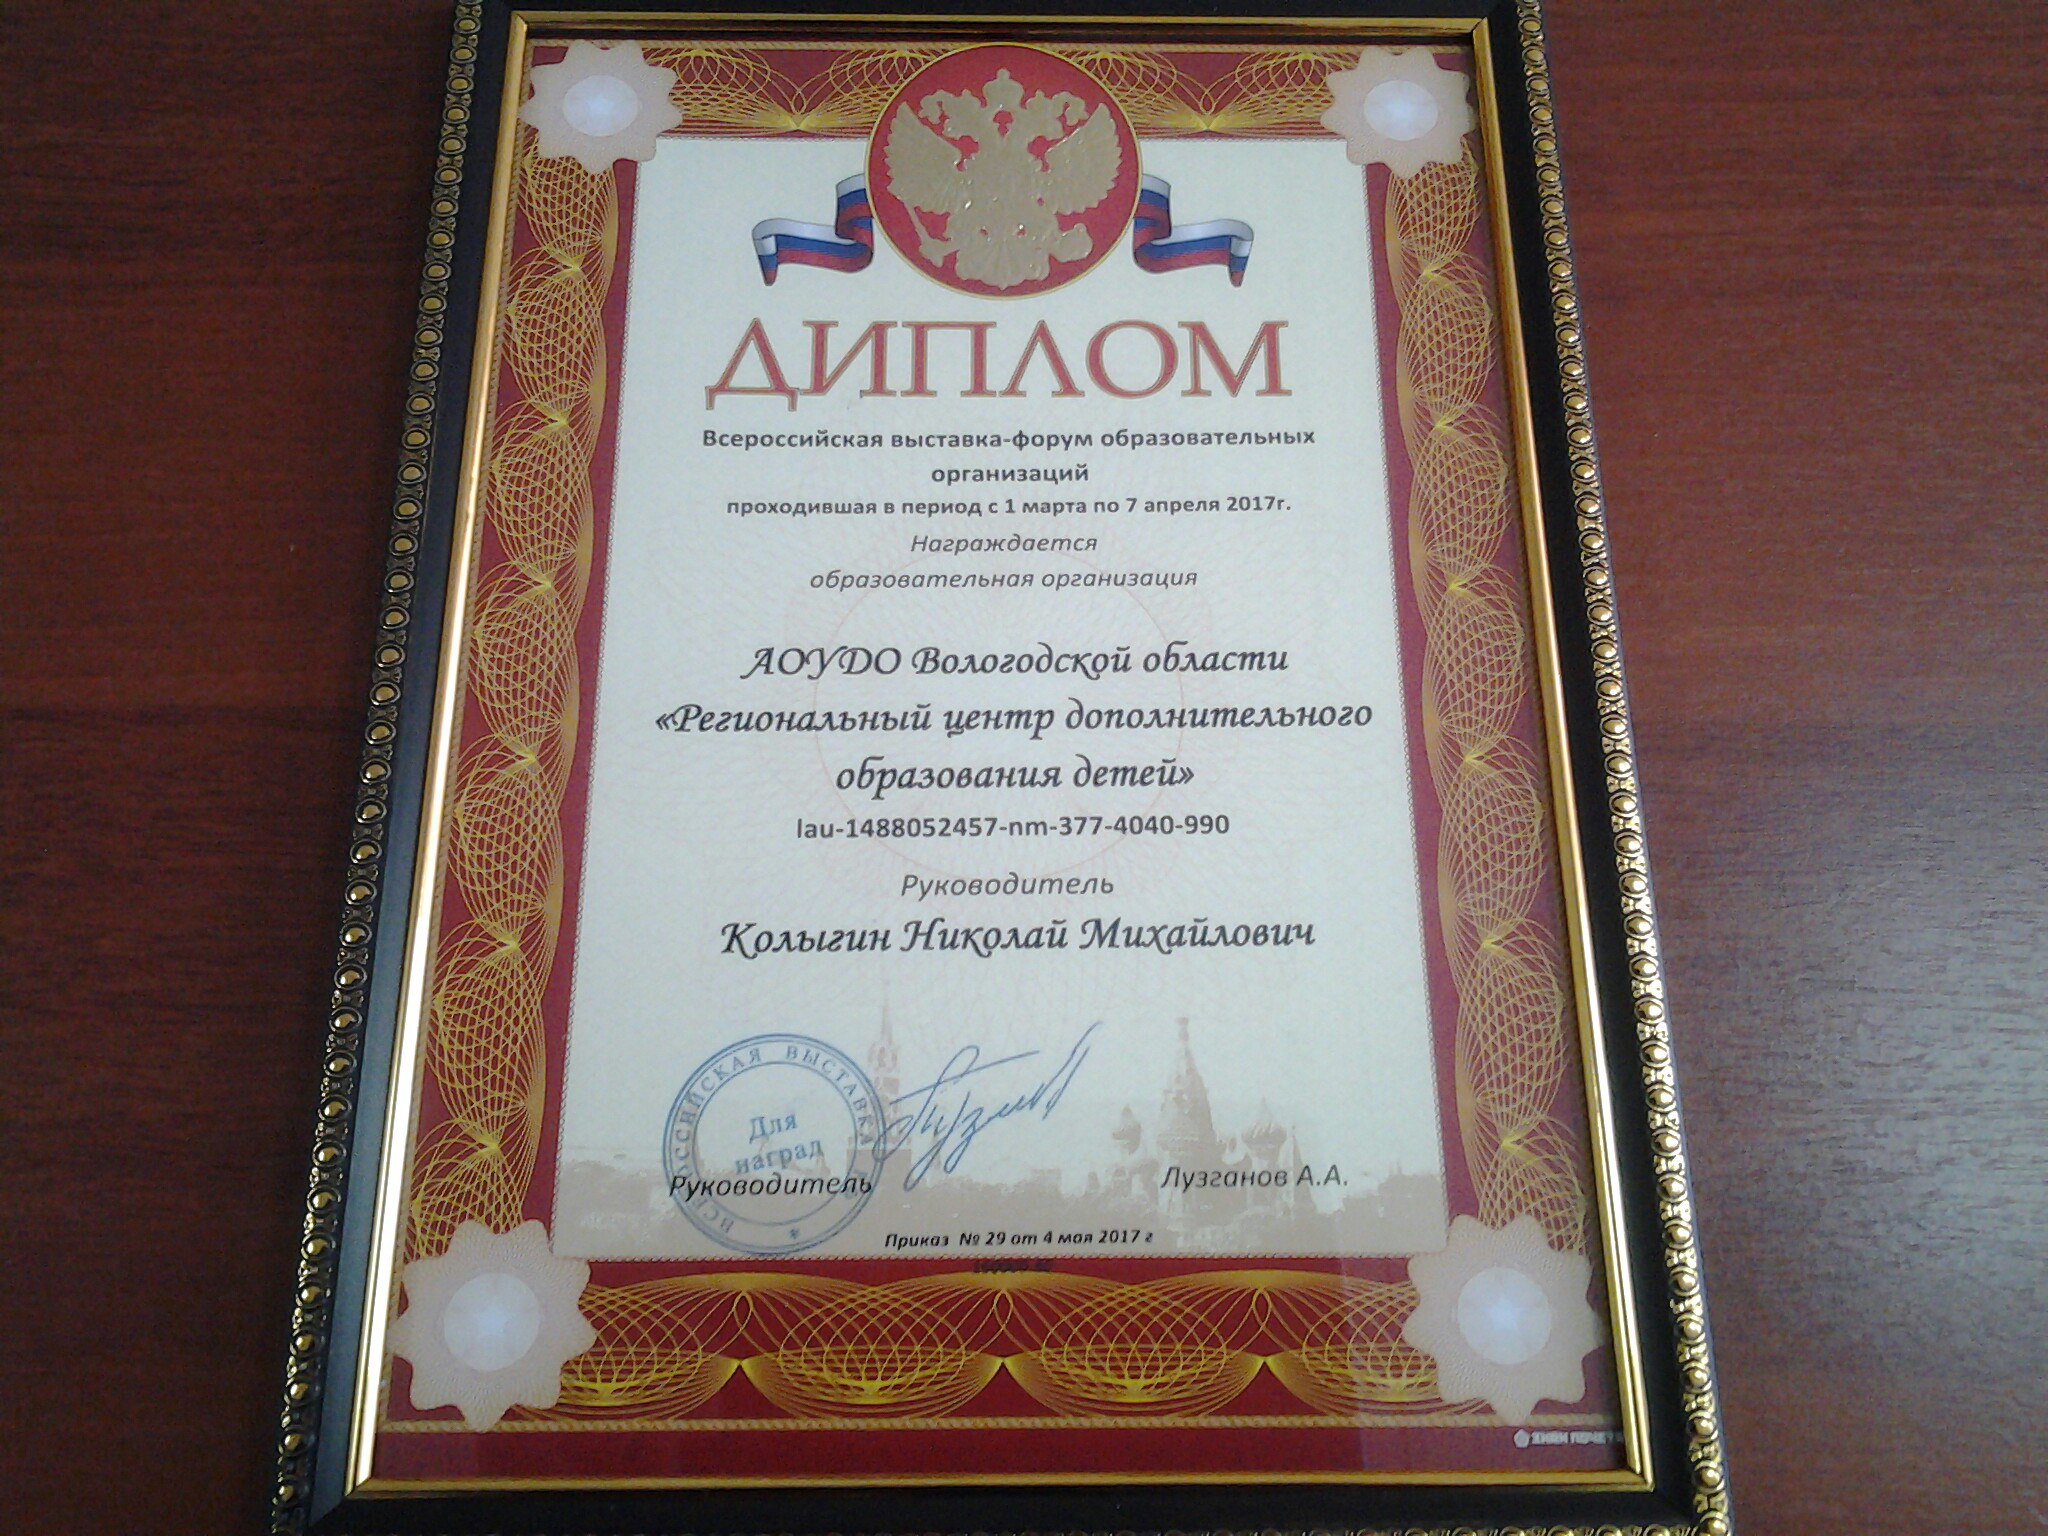 ДИПЛОМ
Всероссийская выставка-форум образовательных
организаций
проходившая в период с 1 марта по 7 апреля 2017г.
Награждается
образовательная организация
АОУДО Вологодской области
«Региональный центр дополнительного
образования детей»
lau-1488052457-nm-377-4040-990
Руководитель
Колыгин Николай Михайлович
ВЫСТАВКА
Для
наград
Руководитель
Лузганов А.А.
Приказ № 29 от 4 мая 2017 г